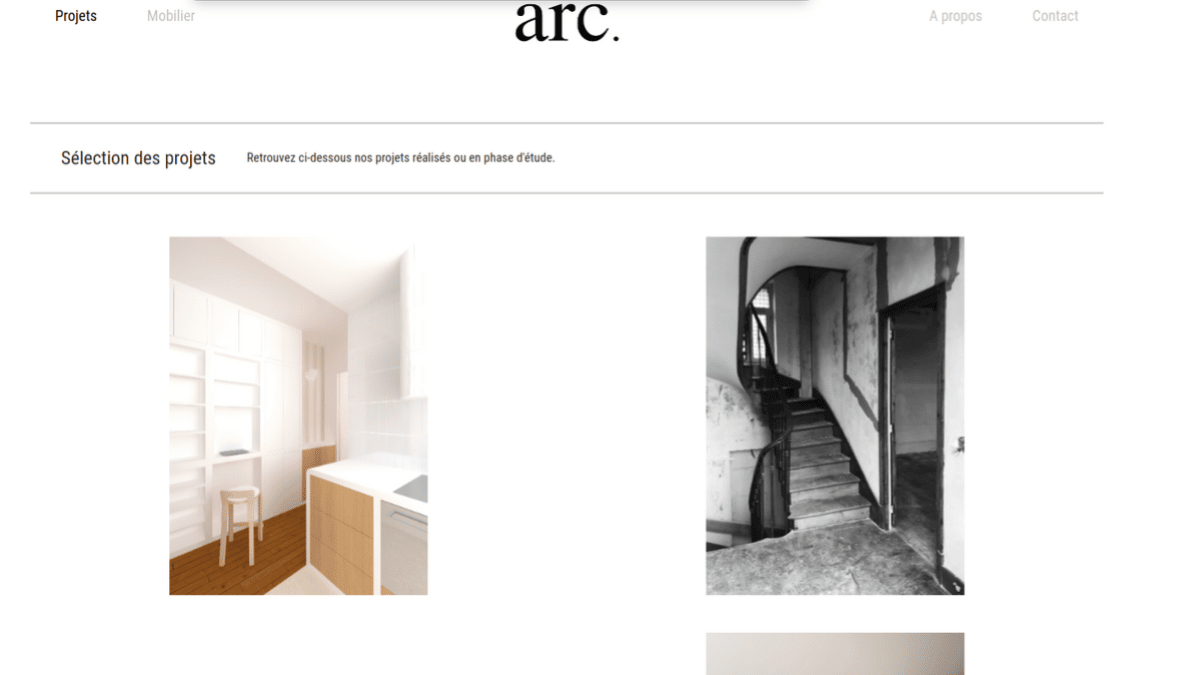 Projets
Mobilier
arc.
A propos
Contact
Sélection des projets
Retrouvez ci-dessous nos projets réalisés ou en phase d'étude.